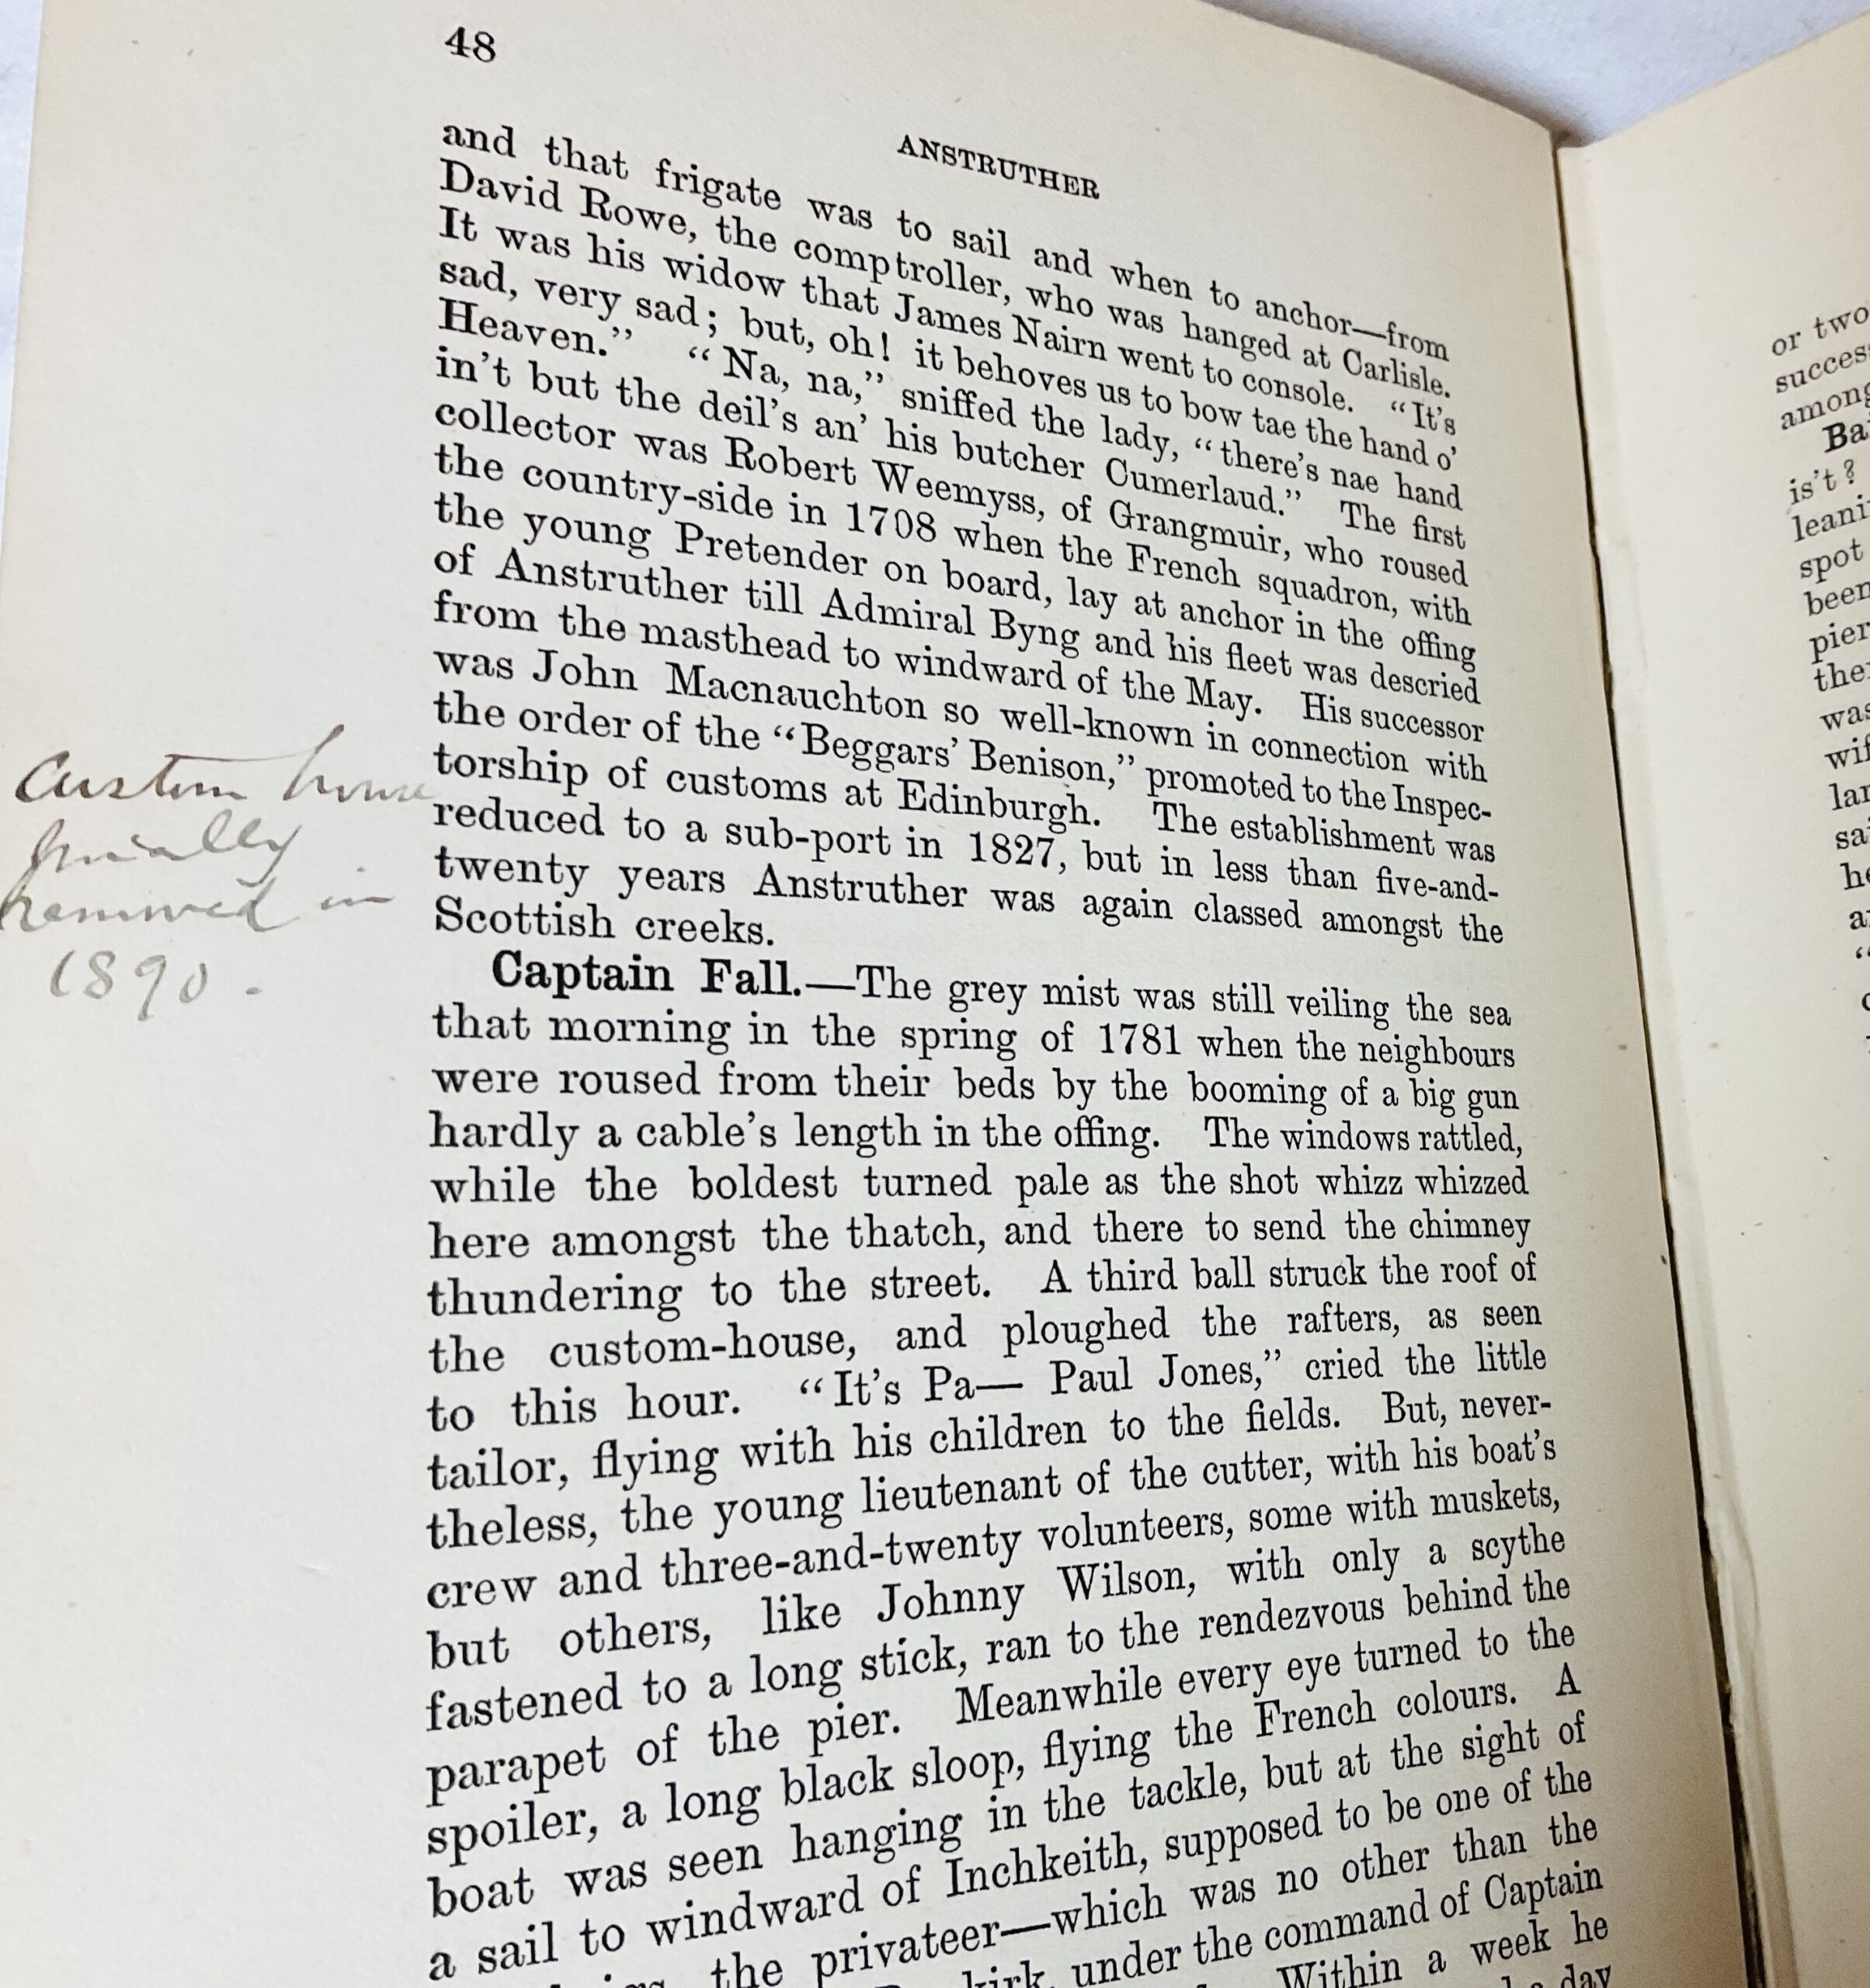 48
ANSTRUTHER
and that frigate was to sail and when to anchor—from
David Rowe, the comptroller, who was hanged at Carlisle.
It was his widow that James Nairn went to console. “It's
sad, very sad; but, oh! it behoves us to bow tae the hand o'
Heaven.” “Na, na,” sniffed the lady, “there's nae hand
in't but the deil's an' his butcher Cumerlaud.” The first
collector was Robert Weemyss, of Grangmuir, who roused
the country-side in 1708 when the French squadron, with
the young Pretender on board, lay at anchor in the offing
of Anstruther till Admiral Byng and his fleet was descried
from the masthead to windward of the May. His successor
was John Macnauchton so well-known in connection with
the order of the “Beggars' Benison,” promoted to the Inspec-
torship of customs at Edinburgh. The establishment was
reduced to a sub-port in 1827, but in less than five-and-
twenty years Anstruther was again classed amongst the
Scottish creeks.
Custom house
finally
removed in
1890.
Captain Fall.—The grey mist was still veiling the sea
that morning in the spring of 1781 when the neighbours
were roused from their beds by the booming of a big gun
hardly a cable's length in the offing. The windows rattled,
while the boldest turned pale as the shot whizz whizzed
here amongst the thatch, and there to send the chimney
thundering to the street. A third ball struck the roof of
the custom-house, and ploughed the rafters, as seen
to this hour. “It's Pa— Paul Jones,” cried the little
tailor, flying with his children to the fields. But, never-
theless, the young lieutenant of the cutter, with his boat's
crew and three-and-twenty volunteers, some with muskets,
but others, like Johnny Wilson, with only a scythe
fastened to a long stick, ran to the rendezvous behind the
parapet of the pier. Meanwhile every eye turned to the
spoiler, a long black sloop, flying the French colours. A
boat was seen hanging in the tackle, but at the sight of
a sail to windward of Inchkeith, supposed to be one of the
the privateer—which was no other than the
under the command of Captain
Within a week he
day
or two
success
among
is't?
spot
been
pier